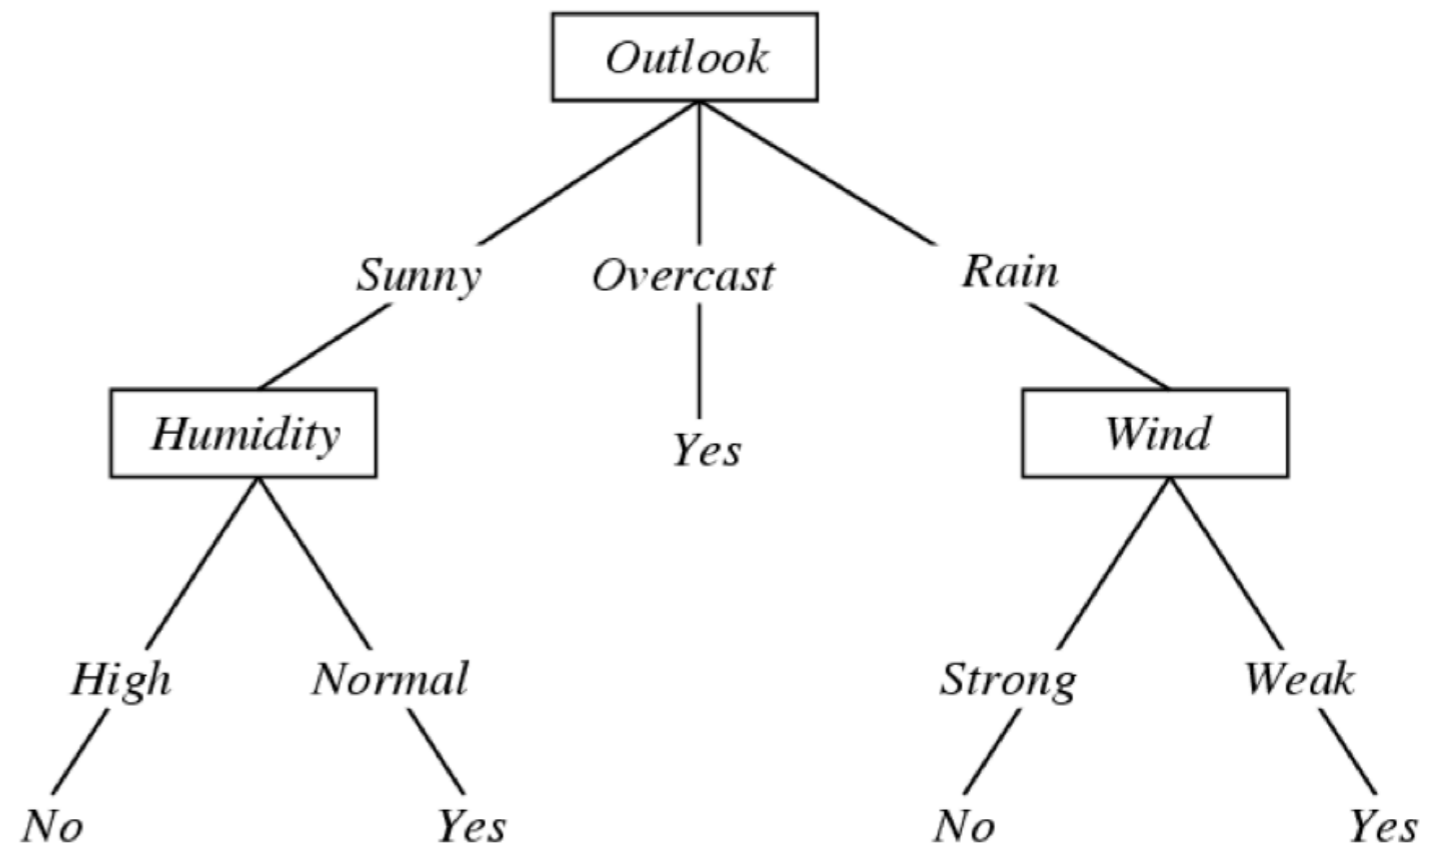 Outlook
Sunny Overcast Rain
Humidity Yes Wind
High Normal Strong Weak
No Yes No Yes